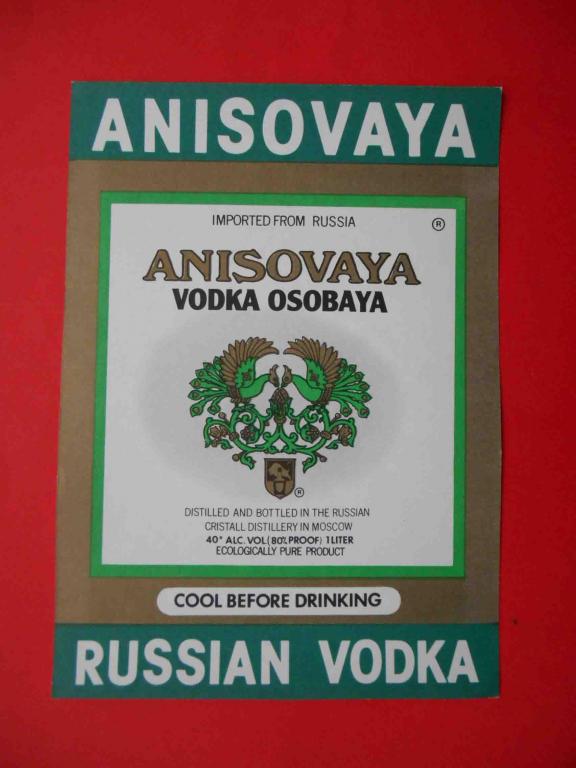 ANISOVAYA
IMPORTED FROM RUSSIA ®
ANISOVAYA
VODKA OSOBAYA
®
DISTILLED AND BOTTLED IN THE RUSSIAN
CRISTALL DISTILLERY IN MOSCOW
40° ALC. VOL.(80% PROOF) 1 LITER
ECOLOGICALLY PURE PRODUCT
COOL BEFORE DRINKING
RUSSIAN VODKA